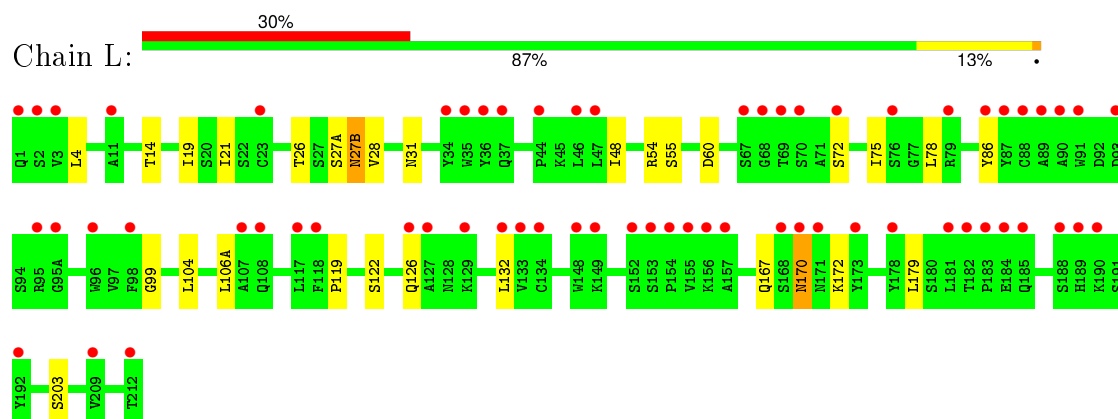 30%
Chain L:
87% 13% •
Q1 S2 V3 L4 A11 T14 I19 S20 I21 S22 C23 T26 S27 S27A N27B V28 N31 Y34 W35 Y36 Q37 P44 Y45 L46 L47 I48 R54 S55 D60 S67 G68 T69 S70 A71 S72 I75 S76 G77 L78 R79 Y86 Y87 C88 A89 A90 W91 D92 D93
S94 R95 G95A W96 V97 F98 G99 L104 L106A A107 Q108 L117 F118 P119 S122 Q126 A127 N128 K129 L132 V133 C134 W148 K149 S152 S153 P154 V155 K156 A157 Q167 S168 N170 N171 K172 Y173 Y178 L179 S180 L181 T182 P183 E184 Q185 S188 H189 K190 S191
Y192 S203 V209 T212